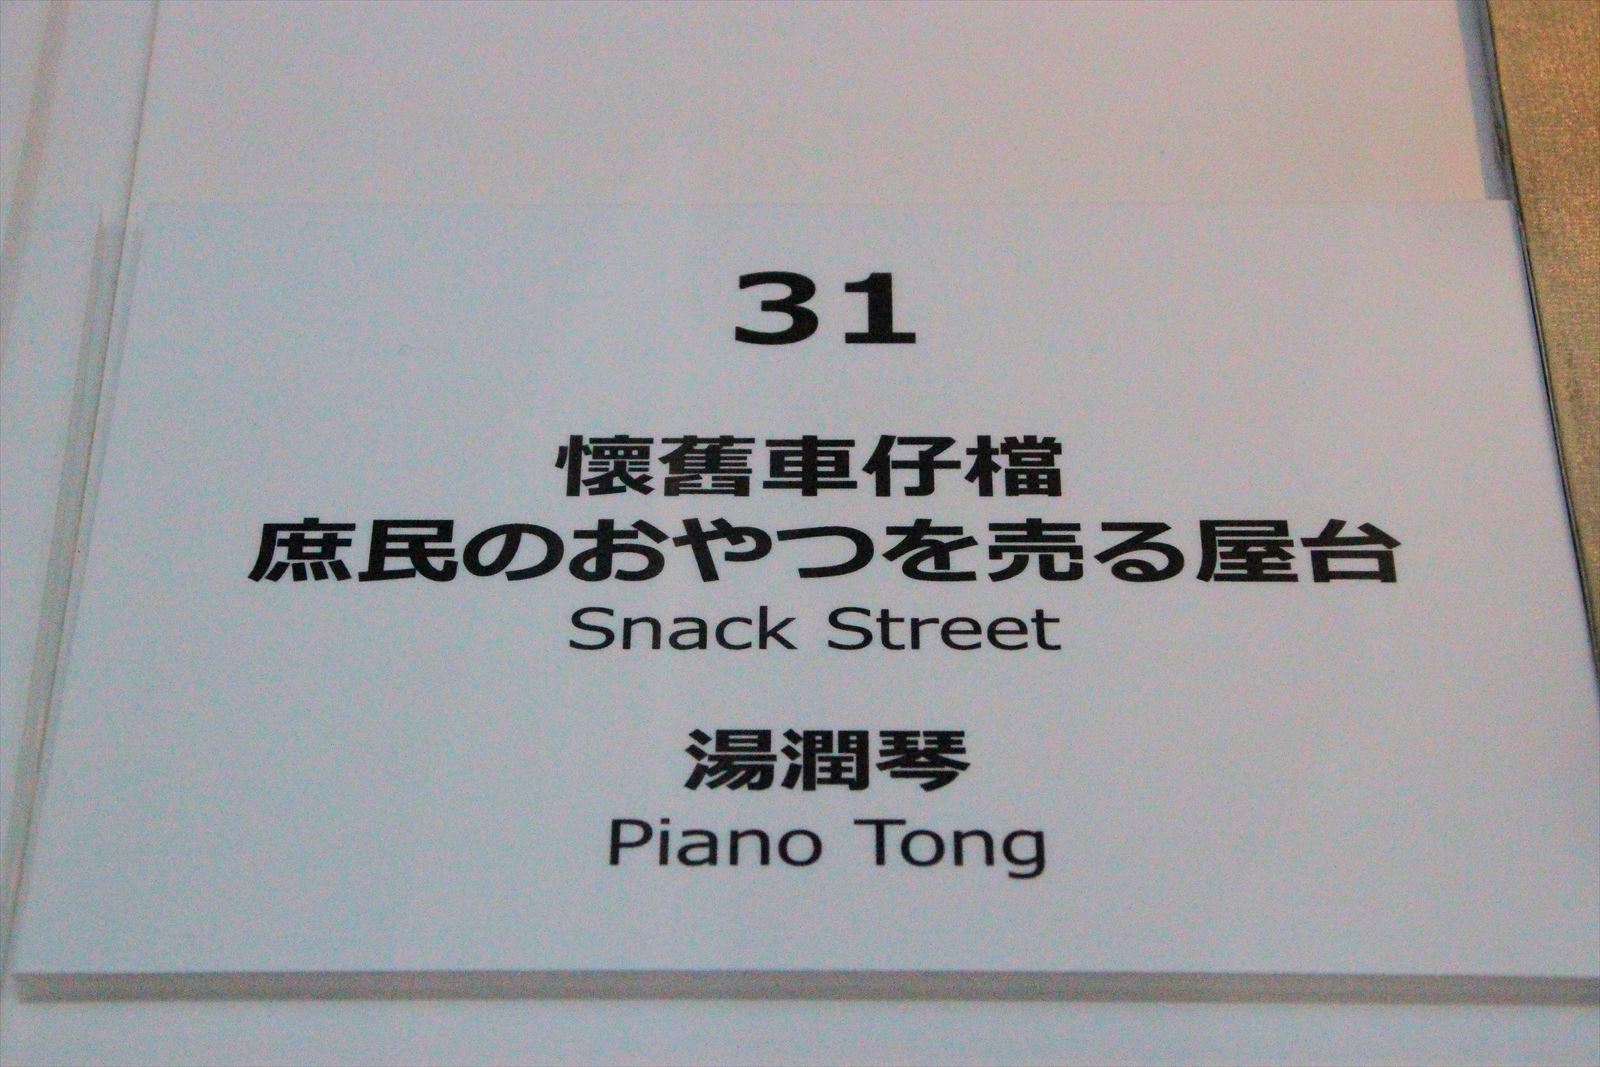 31
懷舊車仔檔
庶民のおやつを売る屋台
Snack Street
湯潤琴
Piano Tong